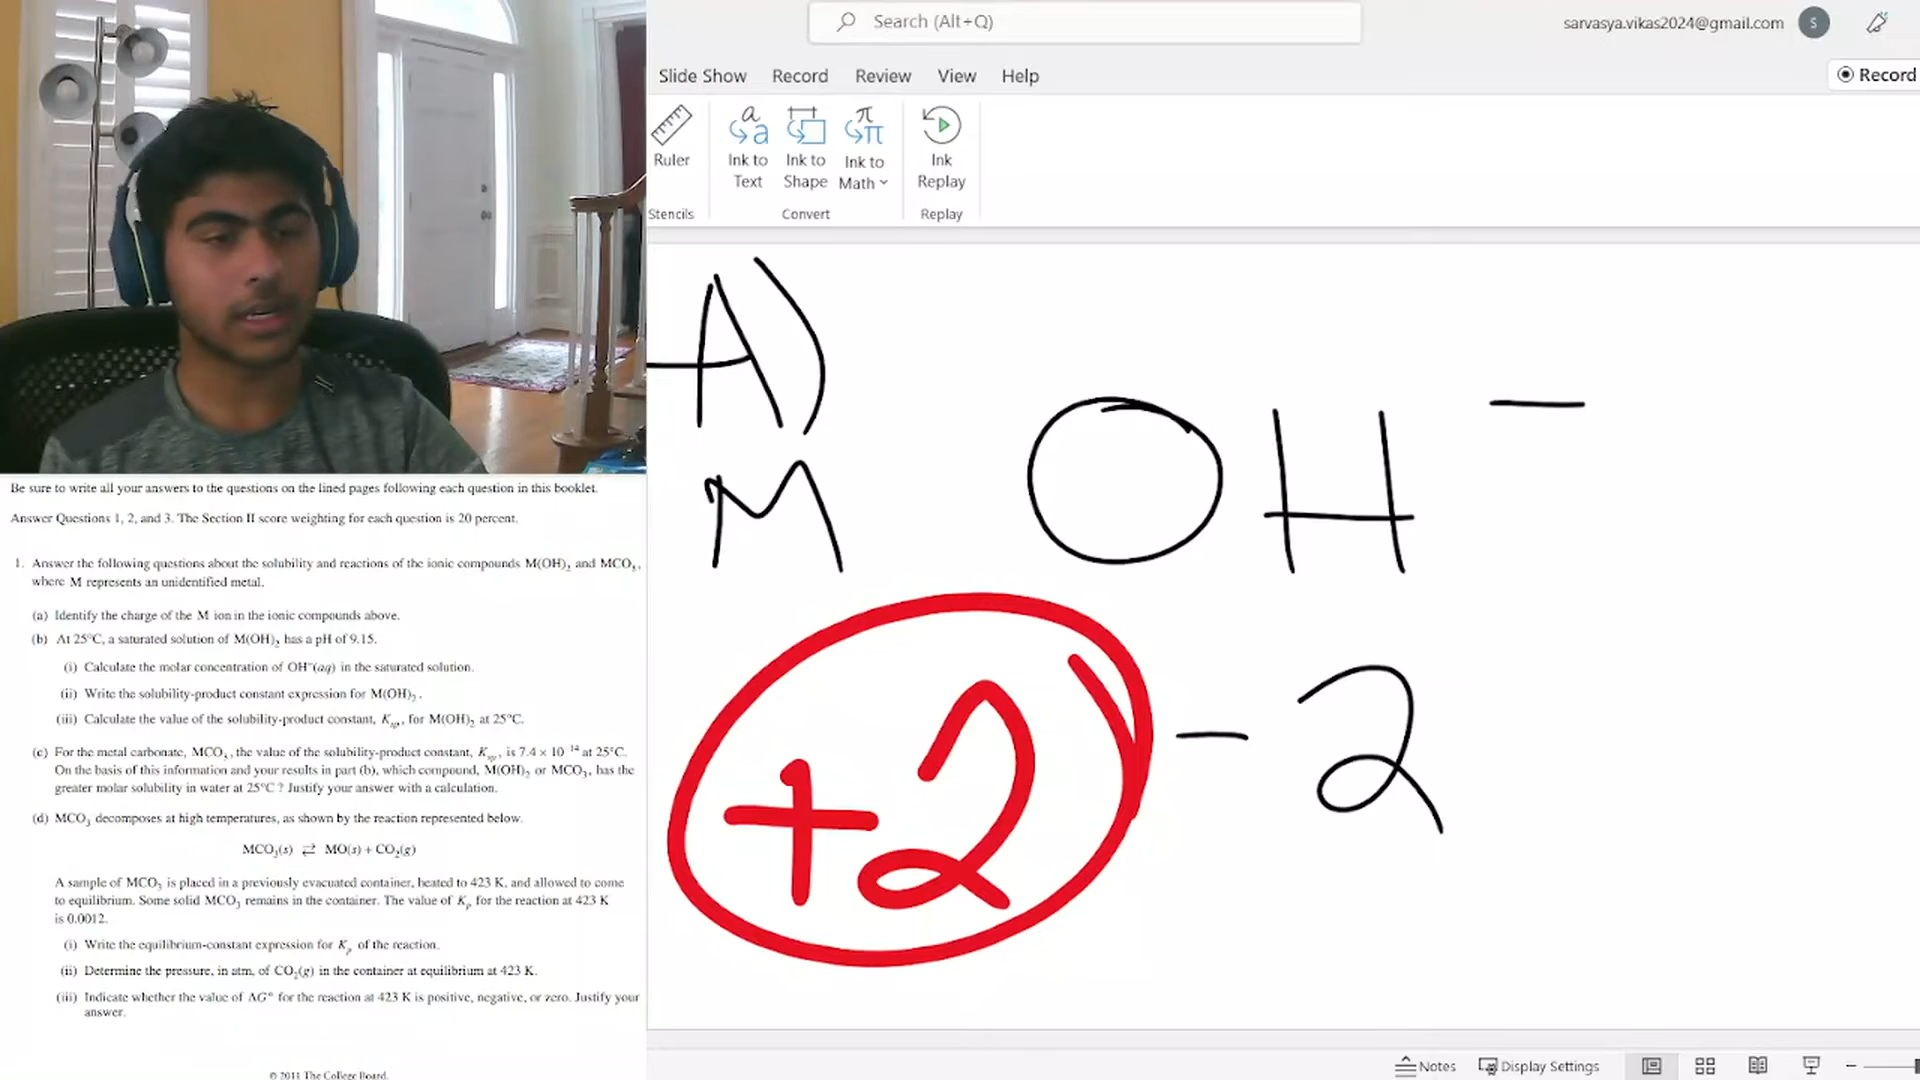 Search (Alt+Q)
sarvasya.vikas2024@gmail.com
S
Slide Show Record Review View Help
Record
Ruler
Ink to Text
Ink to Shape
Ink to Math
Ink Replay
Stencils
Convert
Replay
A)
M OH −
+2 − 2
Be sure to write all your answers to the questions on the lined pages following each question in this booklet.
Answer Questions 1, 2, and 3. The Section II score weighting for each question is 20 percent.
1. Answer the following questions about the solubility and reactions of the ionic compounds M(OH)₂ and MCO₃,
where M represents an unidentified metal.
(a) Identify the charge of the M ion in the ionic compounds above.
(b) At 25°C, a saturated solution of M(OH)₂ has a pH of 9.15.
(i) Calculate the molar concentration of OH⁻(aq) in the saturated solution.
(ii) Write the solubility-product constant expression for M(OH)₂.
(iii) Calculate the value of the solubility-product constant, Ksp, for M(OH)₂ at 25°C.
(c) For the metal carbonate, MCO₃, the value of the solubility-product constant, Ksp, is 7.4 × 10⁻¹⁴ at 25°C.
On the basis of this information and your results in part (b), which compound, M(OH)₂ or MCO₃, has the
greater molar solubility in water at 25°C ? Justify your answer with a calculation.
(d) MCO₃ decomposes at high temperatures, as shown by the reaction represented below.
MCO₃(s) ⇄ MO(s) + CO₂(g)
A sample of MCO₃ is placed in a previously evacuated container, heated to 423 K, and allowed to come
to equilibrium. Some solid MCO₃ remains in the container. The value of Kp for the reaction at 423 K
is 0.0012.
(i) Write the equilibrium-constant expression for Kp of the reaction.
(ii) Determine the pressure, in atm, of CO₂(g) in the container at equilibrium at 423 K.
(iii) Indicate whether the value of ΔG° for the reaction at 423 K is positive, negative, or zero. Justify your
answer.
© 2011 The College Board.
Notes Display Settings